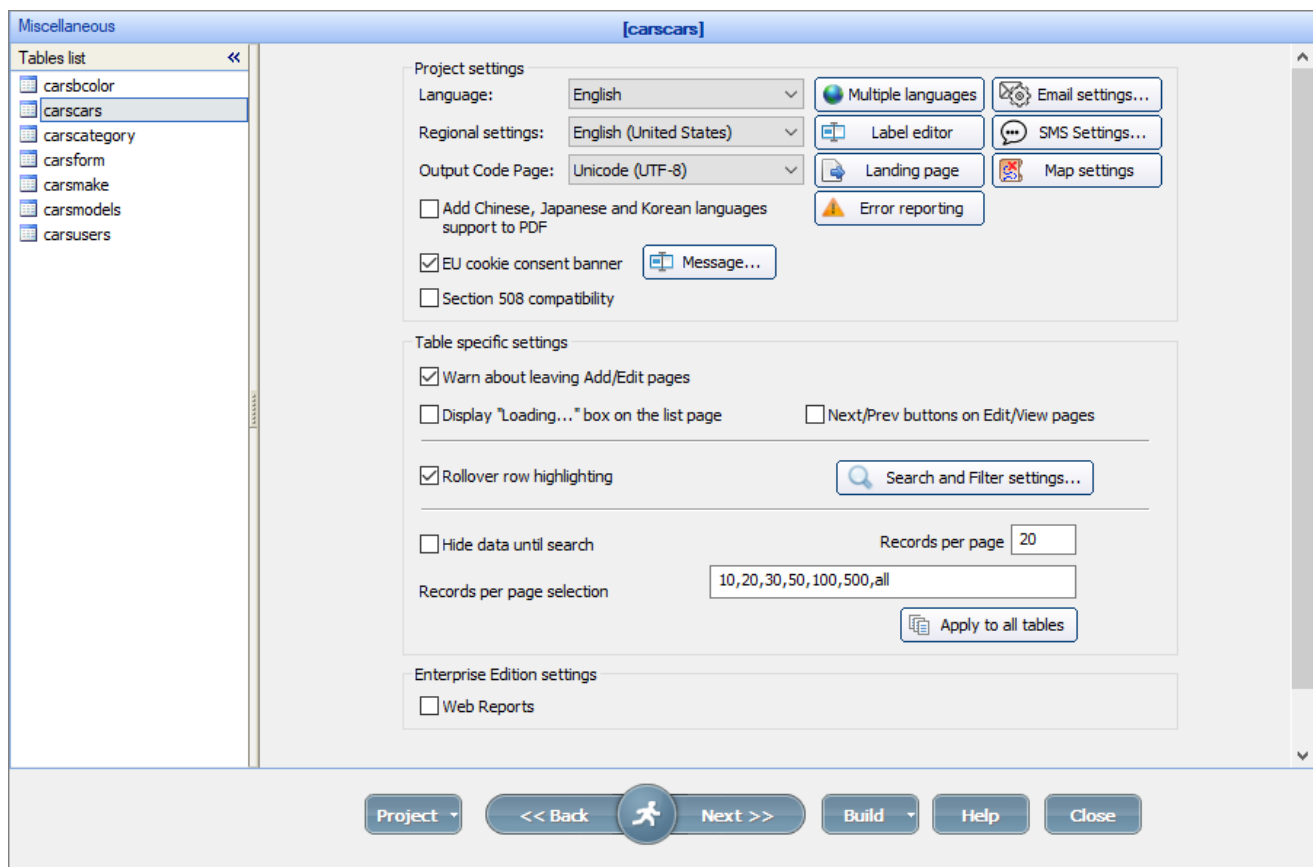 Miscellaneous
[carscars]
Tables list
carsbcolor
carscars
carscategory
carsform
carsmake
carsmodels
carsusers
Project settings
Language: English Multiple languages Email settings...
Regional settings: English (United States) Label editor SMS Settings...
Output Code Page: Unicode (UTF-8) Landing page Map settings
Add Chinese, Japanese and Korean languages
support to PDF
Error reporting
EU cookie consent banner Message...
Section 508 compatibility
Table specific settings
Warn about leaving Add/Edit pages
Display "Loading..." box on the list page Next/Prev buttons on Edit/View pages
Rollover row highlighting Search and Filter settings...
Hide data until search Records per page 20
Records per page selection 10,20,30,50,100,500,all
Apply to all tables
Enterprise Edition settings
Web Reports
Project << Back Next >> Build Help Close